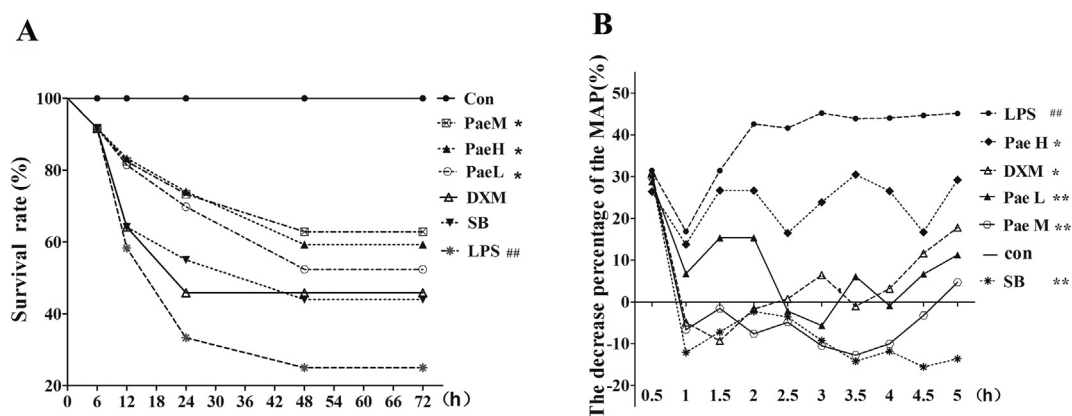 A
Survival rate (%)
100
80
60
40
20
0 6 12 18 24 30 36 42 48 54 60 66 72 (h)
Con
PaeM *
PaeH *
PaeL *
DXM
SB
LPS ##
B
The decrease percentage of the MAP(%)
50
40
30
20
10
0
-10
-20
0.5 1 1.5 2 2.5 3 3.5 4 4.5 5 (h)
LPS ##
Pae H *
DXM *
Pae L **
Pae M **
con
SB **